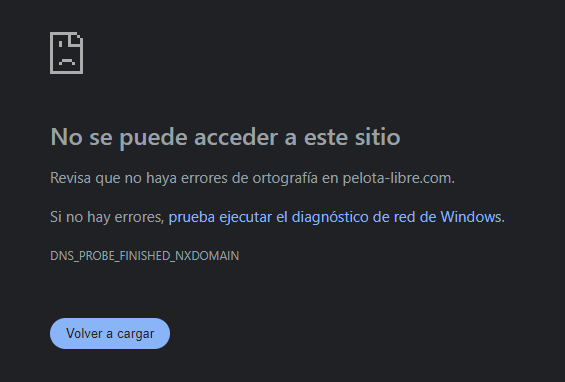 No se puede acceder a este sitio
Revisa que no haya errores de ortografía en pelota-libre.com.
Si no hay errores, prueba ejecutar el diagnóstico de red de Windows.
DNS_PROBE_FINISHED_NXDOMAIN
Volver a cargar